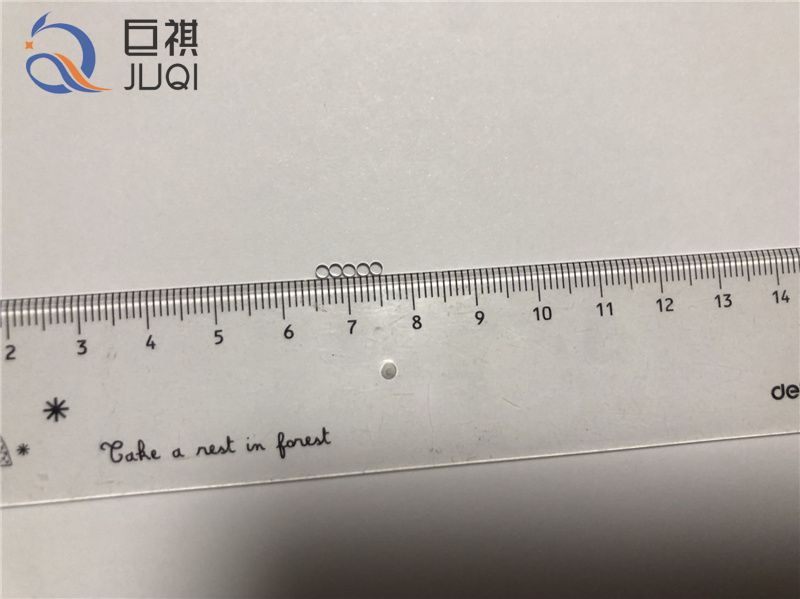 巨祺
JUQI
2 3 4 5 6 7 8 9 10 11 12 13 14
de
Take a rest in forest